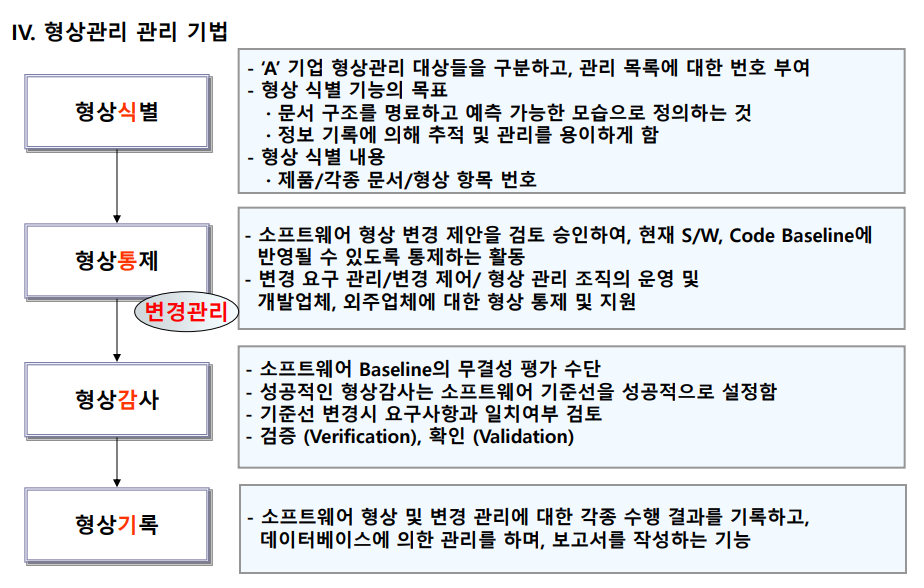 IV. 형상관리 관리 기법
형상식별
- ‘A’ 기업 형상관리 대상들을 구분하고, 관리 목록에 대한 번호 부여
- 형상 식별 기능의 목표
· 문서 구조를 명료하고 예측 가능한 모습으로 정의하는 것
· 정보 기록에 의해 추적 및 관리를 용이하게 함
- 형상 식별 내용
· 제품/각종 문서/형상 항목 번호
형상통제
변경관리
- 소프트웨어 형상 변경 제안을 검토 승인하여, 현재 S/W, Code Baseline에
반영될 수 있도록 통제하는 활동
- 변경 요구 관리/변경 제어/ 형상 관리 조직의 운영 및
개발업체, 외주업체에 대한 형상 통제 및 지원
형상감사
- 소프트웨어 Baseline의 무결성 평가 수단
- 성공적인 형상감사는 소프트웨어 기준선을 성공적으로 설정함
- 기준선 변경시 요구사항과 일치여부 검토
- 검증 (Verification), 확인 (Validation)
형상기록
- 소프트웨어 형상 및 변경 관리에 대한 각종 수행 결과를 기록하고,
데이터베이스에 의한 관리를 하며, 보고서를 작성하는 기능